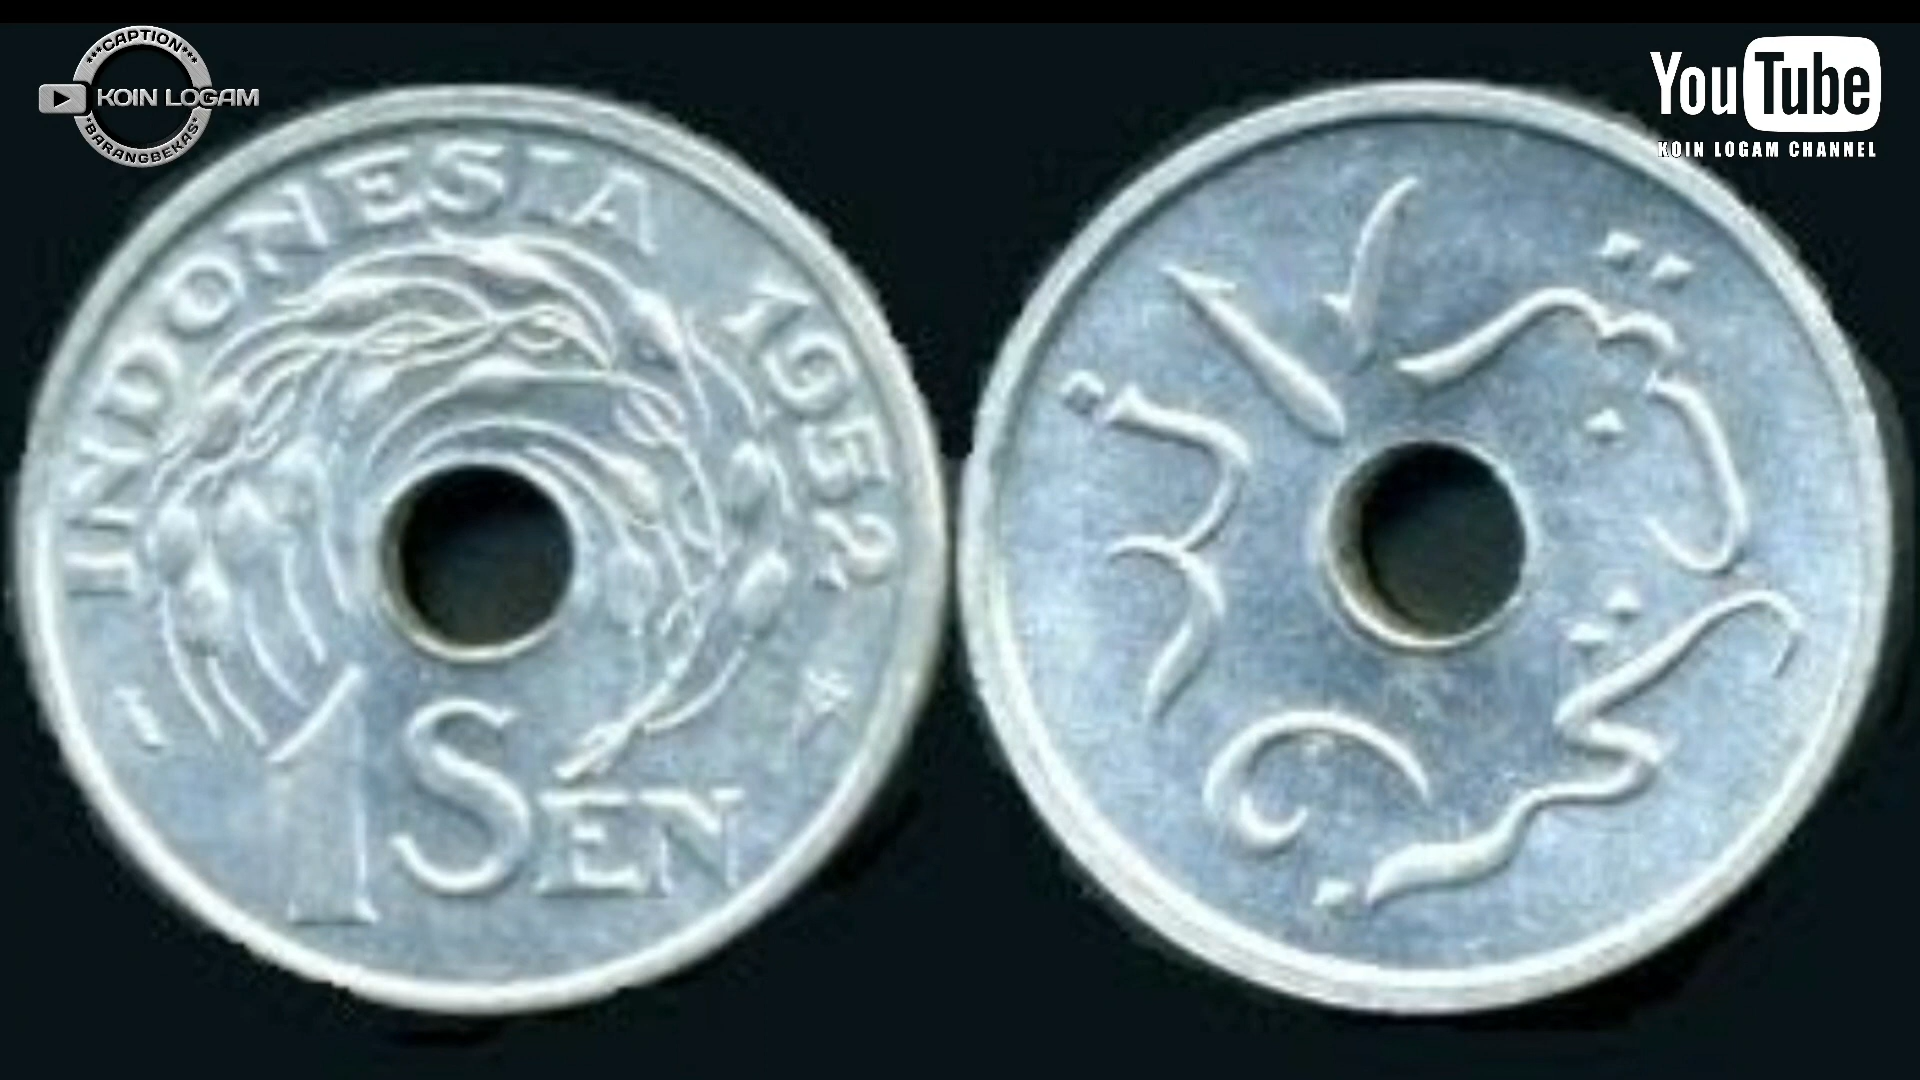 ***CAPTION***
KOIN LOGAM
*BARANGBEKAS*
YouTube
KOIN LOGAM CHANNEL
INDONESIA 1952
1 SEN